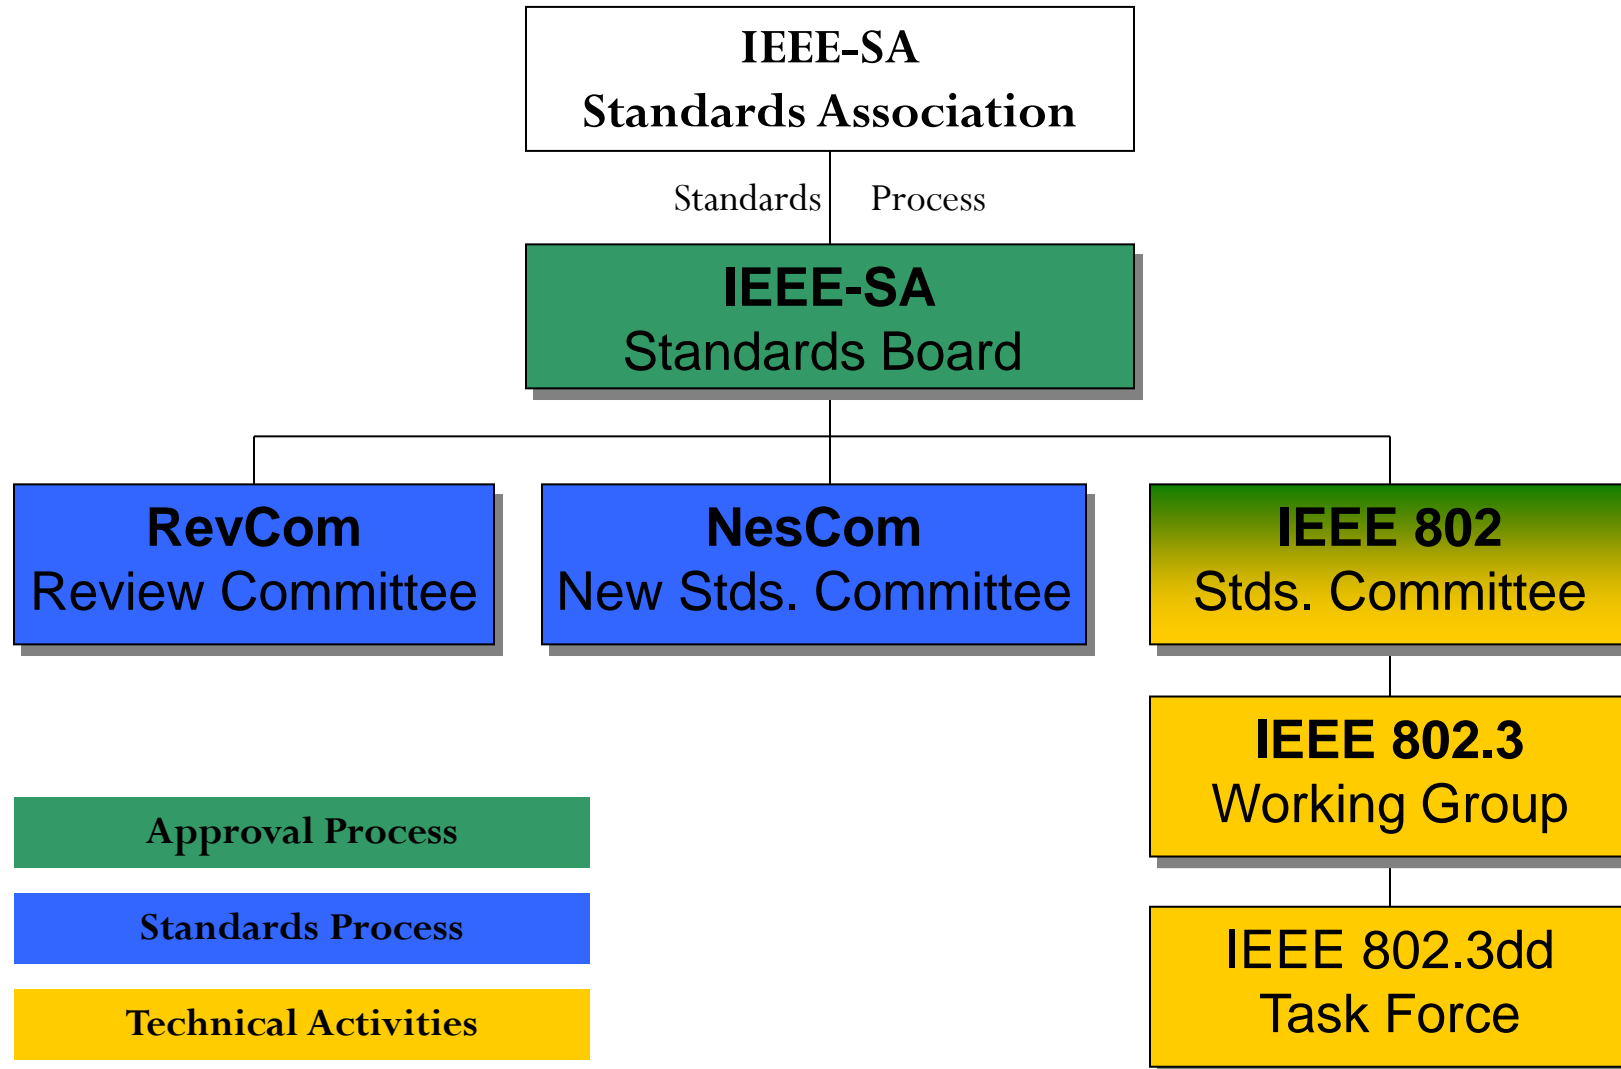 IEEE-SA
Standards Association
Standards Process
IEEE-SA
Standards Board
RevCom
Review Committee
NesCom
New Stds. Committee
IEEE 802
Stds. Committee
IEEE 802.3
Working Group
IEEE 802.3dd
Task Force
Approval Process
Standards Process
Technical Activities